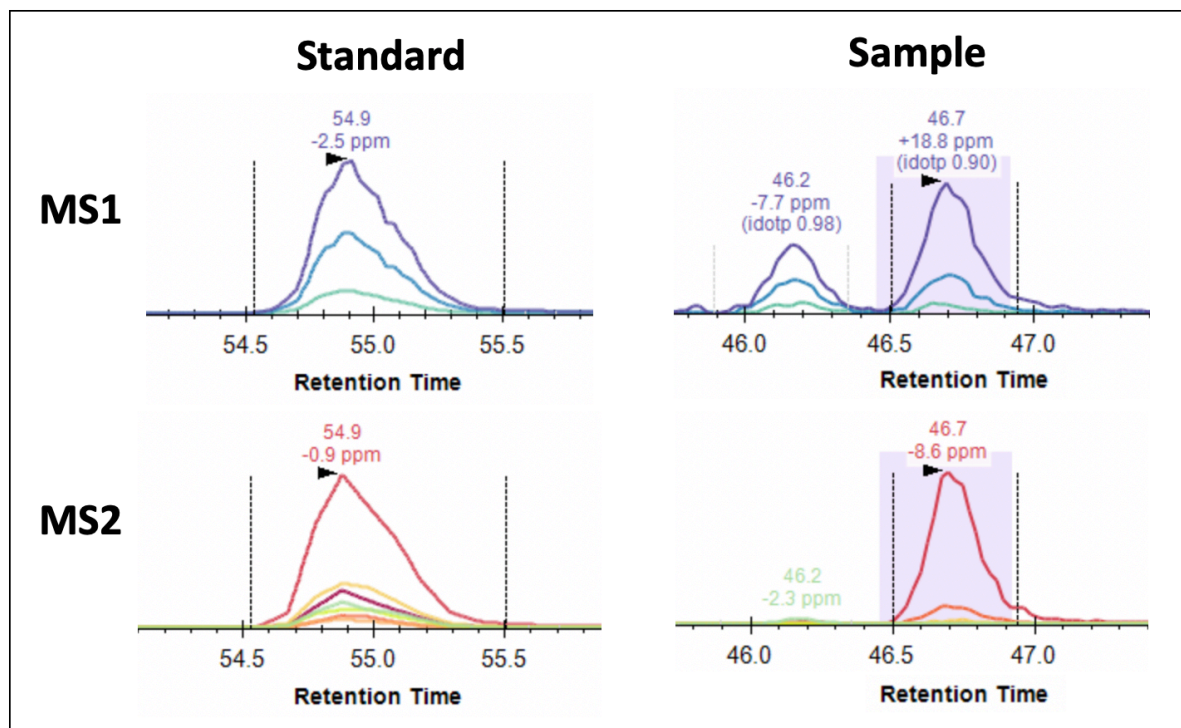 Standard
Sample
MS1
54.9
-2.5 ppm
54.5 55.0 55.5
Retention Time
46.2
-7.7 ppm
(idotp 0.98)
46.7
+18.8 ppm
(idotp 0.90)
46.0 46.5 47.0
Retention Time
MS2
54.9
-0.9 ppm
54.5 55.0 55.5
Retention Time
46.2
-2.3 ppm
46.7
-8.6 ppm
46.0 46.5 47.0
Retention Time